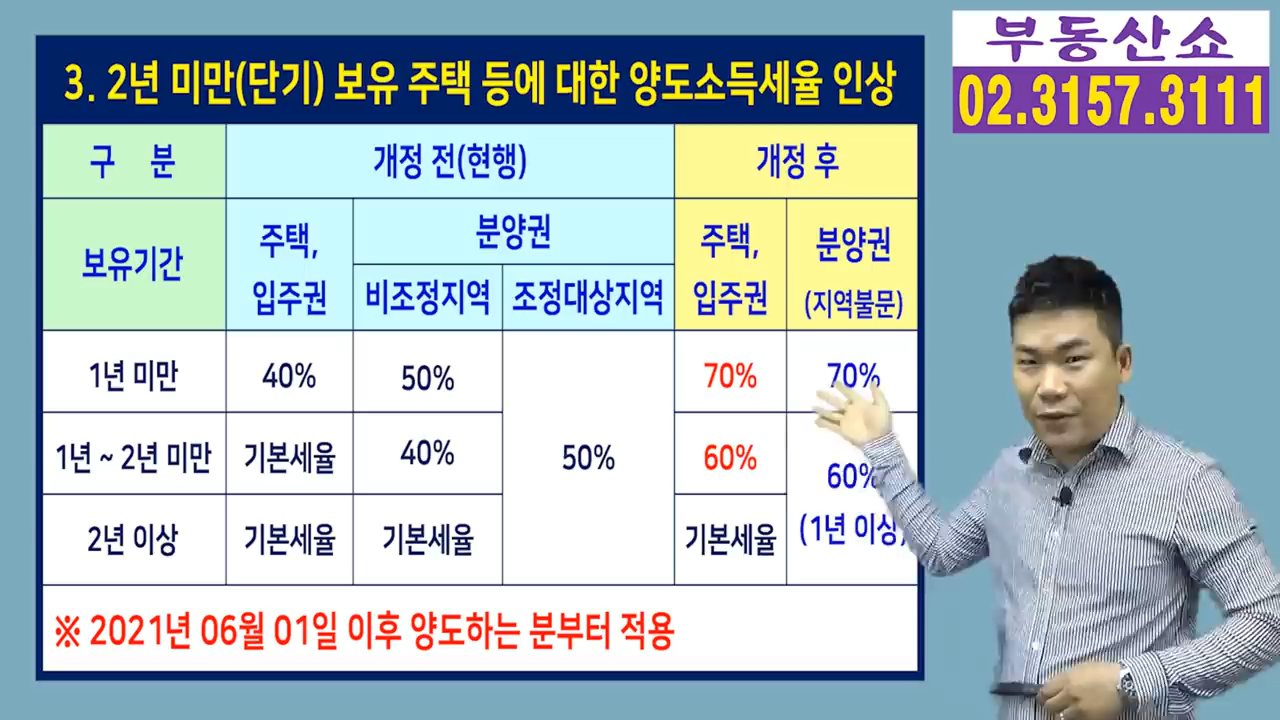 부동산쇼
02.3157.3111
3. 2년 미만(단기) 보유 주택 등에 대한 양도소득세율 인상
구 분
개정 전(현행)
개정 후
보유기간
주택,
입주권
분양권
비조정지역
조정대상지역
주택,
입주권
분양권
(지역불문)
1년 미만
40%
50%
50%
70%
70%
1년 ~ 2년 미만
기본세율
40%
60%
60%
(1년 이상)
2년 이상
기본세율
기본세율
기본세율
※ 2021년 06월 01일 이후 양도하는 분부터 적용